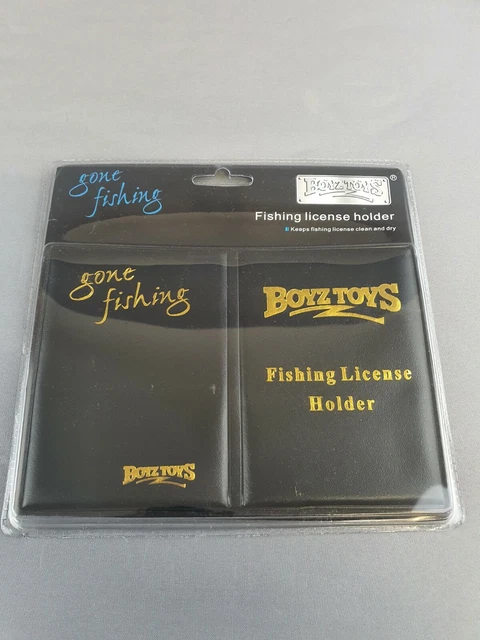 gone
fishing
BOYZ TOYS®
Fishing license holder
Keeps fishing license clean and dry
gone
fishing
BOYZ TOYS
BOYZ TOYS
Fishing License
Holder